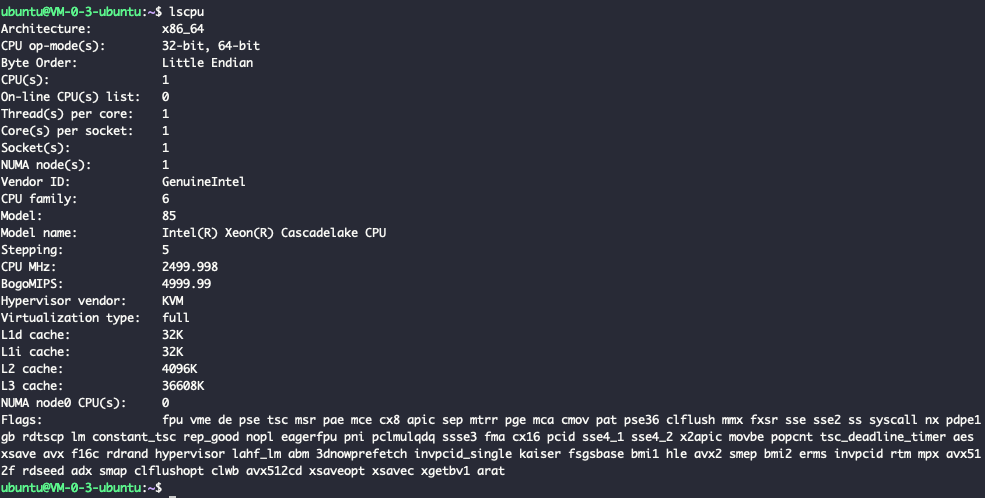 ubuntu@VM-0-3-ubuntu:~$ lscpu
Architecture:          x86_64
CPU op-mode(s):        32-bit, 64-bit
Byte Order:            Little Endian
CPU(s):                1
On-line CPU(s) list:   0
Thread(s) per core:    1
Core(s) per socket:    1
Socket(s):             1
NUMA node(s):          1
Vendor ID:             GenuineIntel
CPU family:            6
Model:                 85
Model name:            Intel(R) Xeon(R) Cascadelake CPU
Stepping:              5
CPU MHz:               2499.998
BogoMIPS:              4999.99
Hypervisor vendor:     KVM
Virtualization type:   full
L1d cache:             32K
L1i cache:             32K
L2 cache:              4096K
L3 cache:              36608K
NUMA node0 CPU(s):     0
Flags:                 fpu vme de pse tsc msr pae mce cx8 apic sep mtrr pge mca cmov pat pse36 clflush mmx fxsr sse sse2 ss syscall nx pdpe1
gb rdtscp lm constant_tsc rep_good nopl eagerfpu pni pclmulqdq ssse3 fma cx16 pcid sse4_1 sse4_2 x2apic movbe popcnt tsc_deadline_timer aes
xsave avx f16c rdrand hypervisor lahf_lm abm 3dnowprefetch invpcid_single kaiser fsgsbase bmi1 hle avx2 smep bmi2 erms invpcid rtm mpx avx51
2f rdseed adx smap clflushopt clwb avx512cd xsaveopt xsavec xgetbv1 arat
ubuntu@VM-0-3-ubuntu:~$